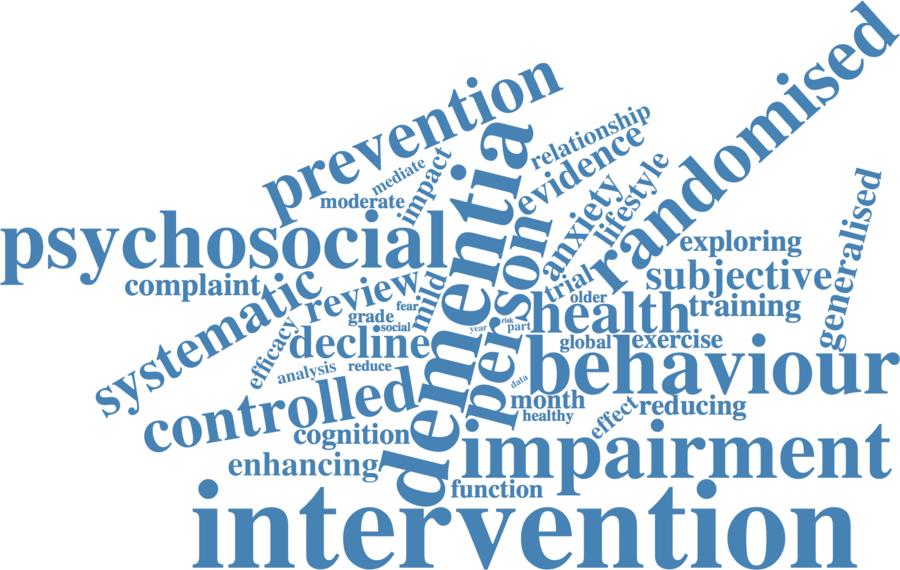 randomised
prevention
relationship
evidence
mediate
impact
moderate
lifestyle
anxiety
dementia
person
generalised
psychosocial
exploring
subjective
complaint
trial
older
systematic
review
mild
fear
grade
social
health
training
year
risk
part
efficacy
decline
global
exercise
analysis
reduce
behaviour
data
controlled
month
healthy
effect
reducing
cognition
impairment
enhancing
function
intervention